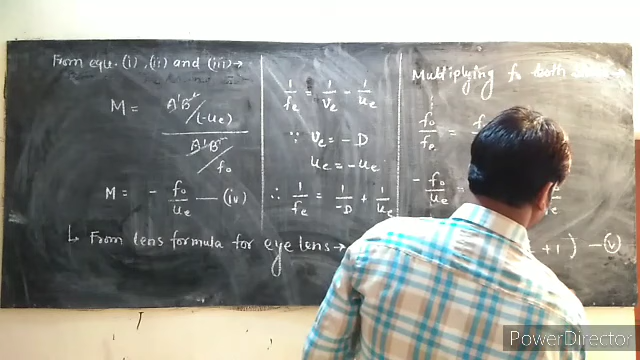 From eqn. (i), (ii) and (iii)→
M = A'B'/(-ue)
A'B'/fo
M = - fo/ue — (iv)
↳ From lens formula for eye lens→
1/fe = 1/ve - 1/ue
∵ ve = -D
ue = -ue
∴ 1/fe = 1/-D + 1/ue
Multiplying fo both
fo/fe =
- fo/ue =
+1) - (v)
PowerDirector